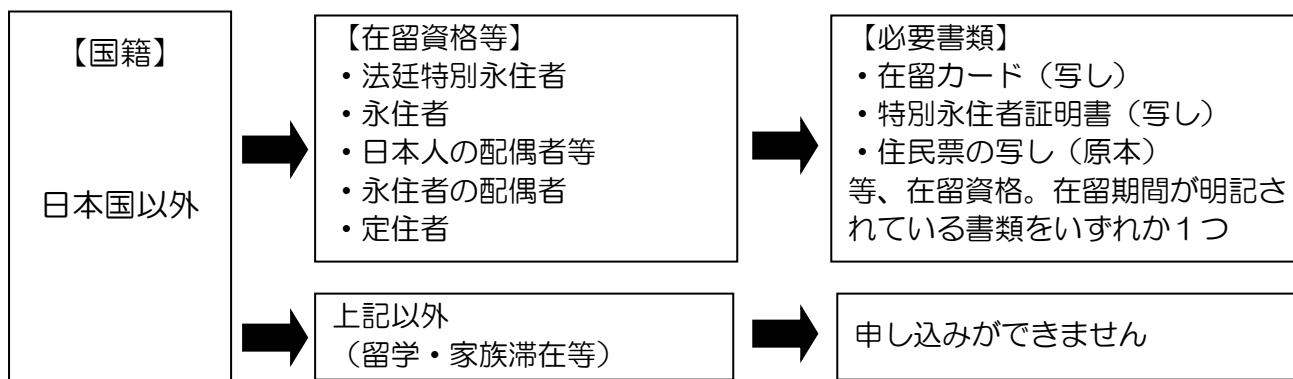 【国籍】
日本国以外
【在留資格等】
・法廷特別永住者
・永住者
・日本人の配偶者等
・永住者の配偶者
・定住者
【必要書類】
・在留カード（写し）
・特別永住者証明書（写し）
・住民票の写し（原本）
等、在留資格。在留期間が明記さ
れている書類をいずれか１つ
上記以外
（留学・家族滞在等）
申し込みができません